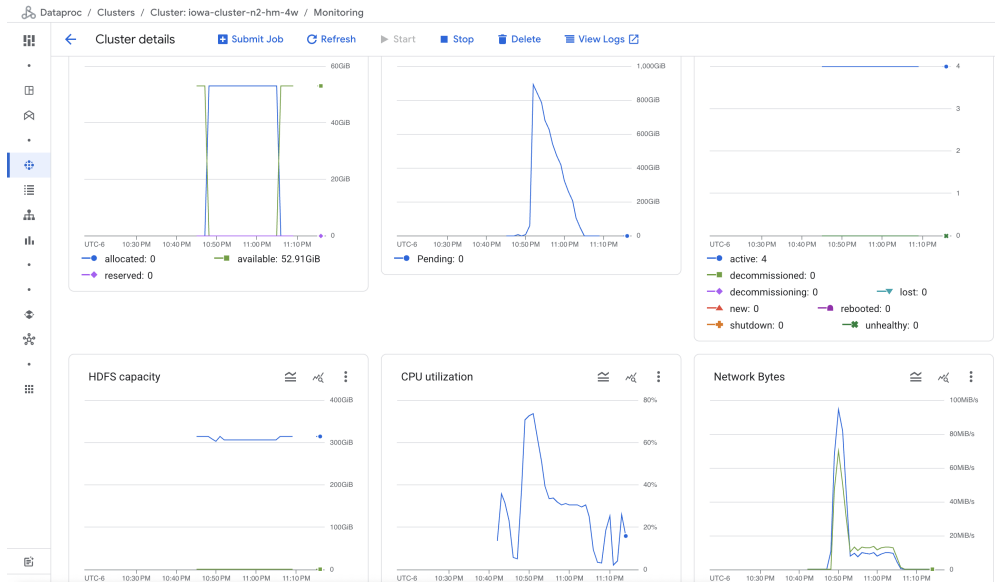 Dataproc / Clusters / Cluster: iowa-cluster-n2-hm-4w / Monitoring
Cluster details Submit Job Refresh Start Stop Delete View Logs
60GiB
40GiB
20GiB
0
UTC-6 10:30 PM 10:40 PM 10:50 PM 11:00 PM 11:10 PM
allocated: 0 available: 52.91GiB
reserved: 0
1,000GiB
800GiB
600GiB
400GiB
200GiB
0
UTC-6 10:30 PM 10:40 PM 10:50 PM 11:00 PM 11:10 PM
Pending: 0
4
3
2
1
0
UTC-6 10:30 PM 10:40 PM 10:50 PM 11:00 PM 11:10 PM
active: 4
decommissioned: 0
decommissioning: 0 lost: 0
new: 0 rebooted: 0
shutdown: 0 unhealthy: 0
HDFS capacity
400GiB
300GiB
200GiB
100GiB
0
UTC-6 10:30 PM 10:40 PM 10:50 PM 11:00 PM 11:10 PM
CPU utilization
80%
60%
40%
20%
0
UTC-6 10:30 PM 10:40 PM 10:50 PM 11:00 PM 11:10 PM
Network Bytes
100MiB/s
80MiB/s
60MiB/s
40MiB/s
20MiB/s
0
UTC-6 10:30 PM 10:40 PM 10:50 PM 11:00 PM 11:10 PM